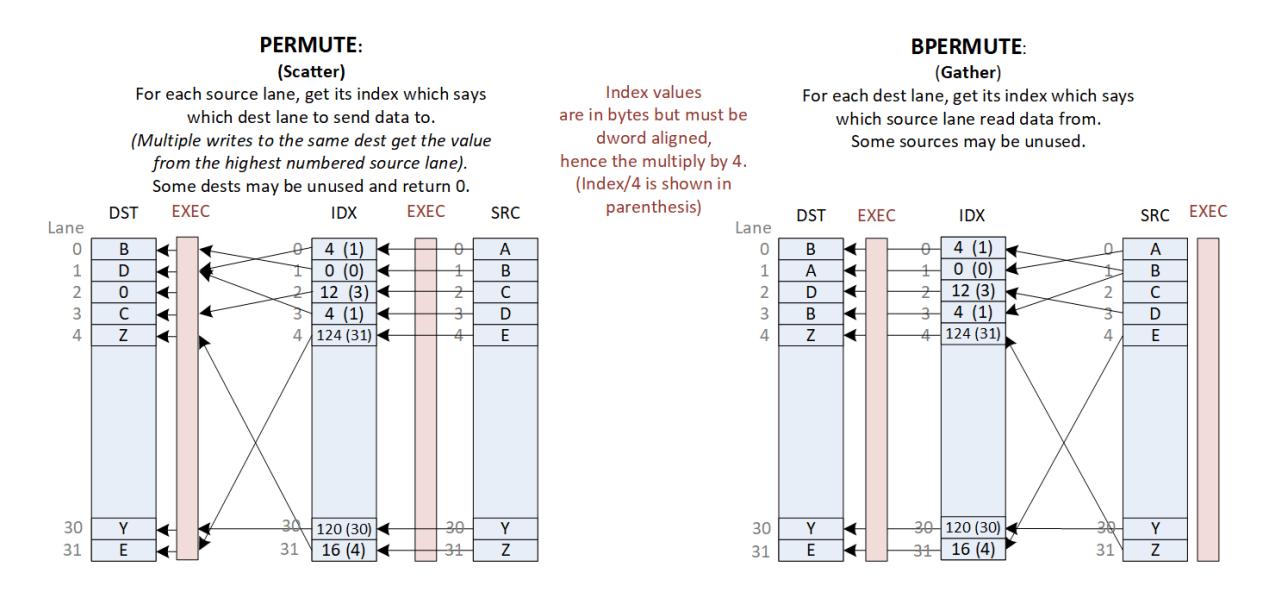 PERMUTE:
(Scatter)
For each source lane, get its index which says
which dest lane to send data to.
(Multiple writes to the same dest get the value
from the highest numbered source lane).
Some dests may be unused and return 0.
Index values
are in bytes but must be
dword aligned,
hence the multiply by 4.
(Index/4 is shown in
parenthesis)
BPERMUTE:
(Gather)
For each dest lane, get its index which says
which source lane read data from.
Some sources may be unused.
DST EXEC IDX EXEC SRC
Lane
0 B 0 4 (1) 0 A
1 D 1 0 (0) 1 B
2 0 2 12 (3) 2 C
3 C 3 4 (1) 3 D
4 Z 4 124 (31) 4 E
30 Y 30 120 (30) 30 Y
31 E 31 16 (4) 31 Z
DST EXEC IDX SRC EXEC
Lane
0 B 0 4 (1) 0 A
1 A 1 0 (0) 1 B
2 D 2 12 (3) 2 C
3 B 3 4 (1) 3 D
4 Z 4 124 (31) 4 E
30 Y 30 120 (30) 30 Y
31 E 31 16 (4) 31 Z